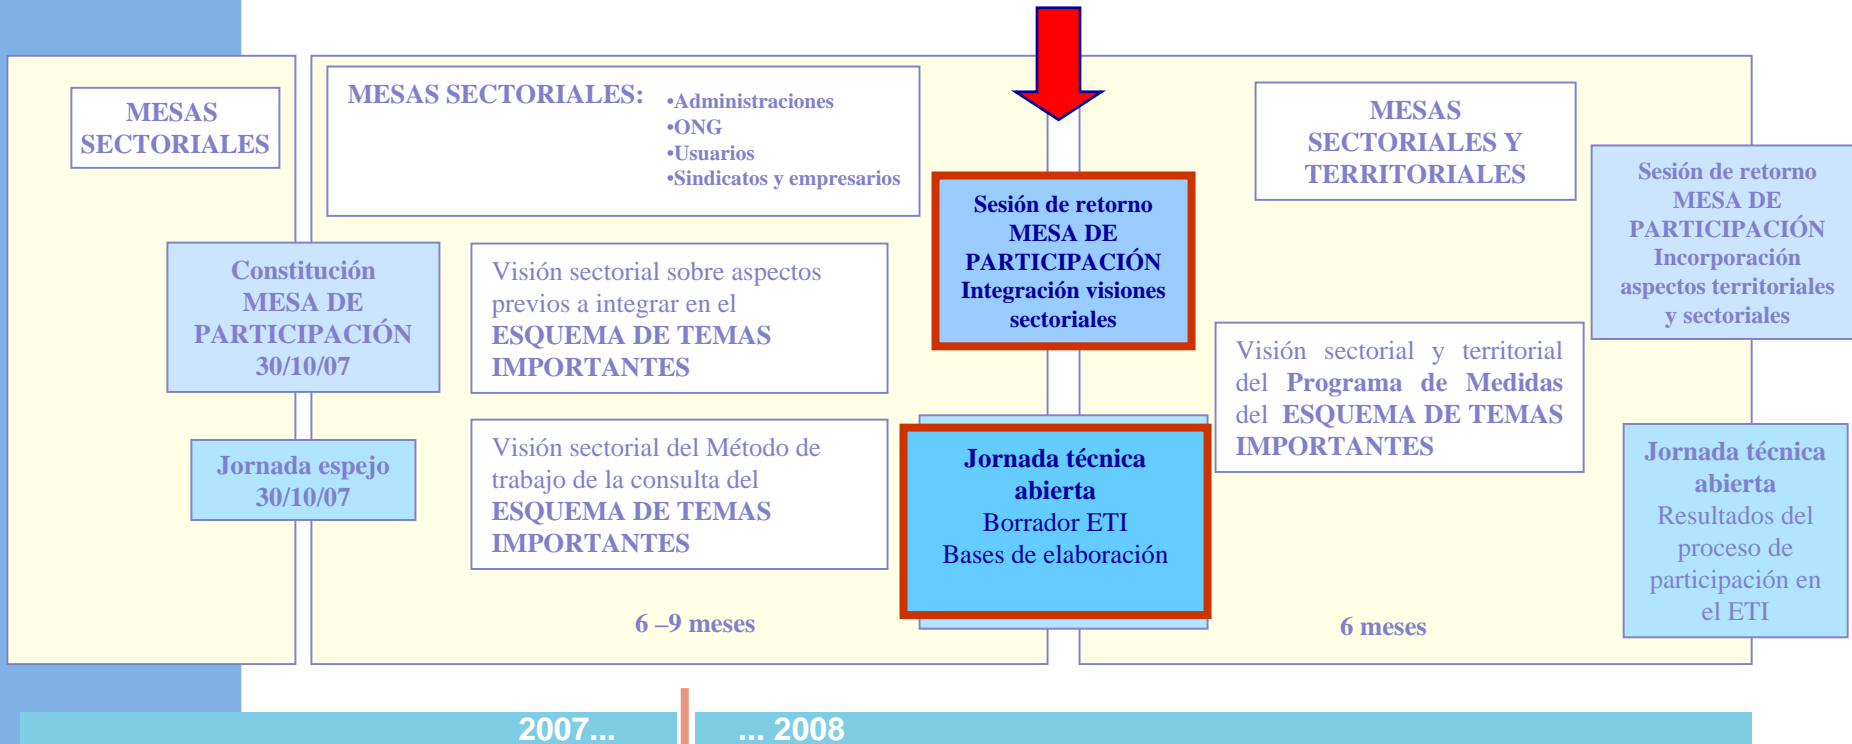 MESAS
SECTORIALES
Constitución
MESA DE
PARTICIPACIÓN
30/10/07
Jornada espejo
30/10/07
MESAS SECTORIALES:
•Administraciones
•ONG
•Usuarios
•Sindicatos y empresarios
Visión sectorial sobre aspectos
previos a integrar en el
ESQUEMA DE TEMAS
IMPORTANTES
Visión sectorial del Método de
trabajo de la consulta del
ESQUEMA DE TEMAS
IMPORTANTES
6 –9 meses
Sesión de retorno
MESA DE
PARTICIPACIÓN
Integración visiones
sectoriales
Jornada técnica
abierta
Borrador ETI
Bases de elaboración
MESAS
SECTORIALES Y
TERRITORIALES
Visión sectorial y territorial
del Programa de Medidas
del ESQUEMA DE TEMAS
IMPORTANTES
6 meses
Sesión de retorno
MESA DE
PARTICIPACIÓN
Incorporación
aspectos territoriales
y sectoriales
Jornada técnica
abierta
Resultados del
proceso de
participación en
el ETI
2007...
... 2008